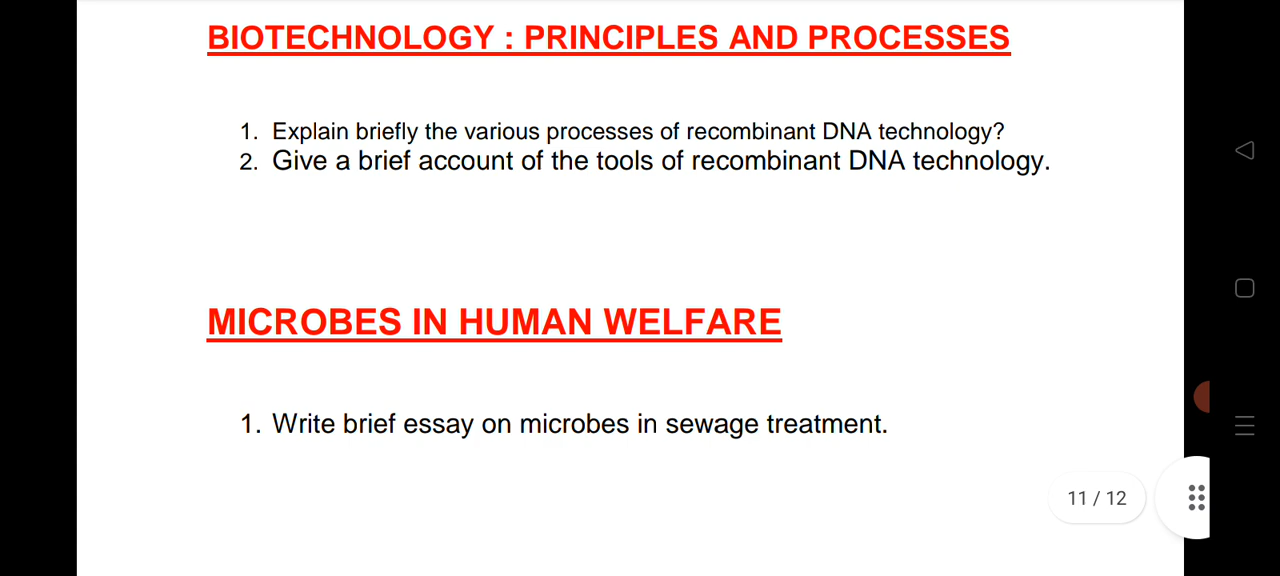 BIOTECHNOLOGY : PRINCIPLES AND PROCESSES
1. Explain briefly the various processes of recombinant DNA technology?
2. Give a brief account of the tools of recombinant DNA technology.
MICROBES IN HUMAN WELFARE
1. Write brief essay on microbes in sewage treatment.
11 / 12